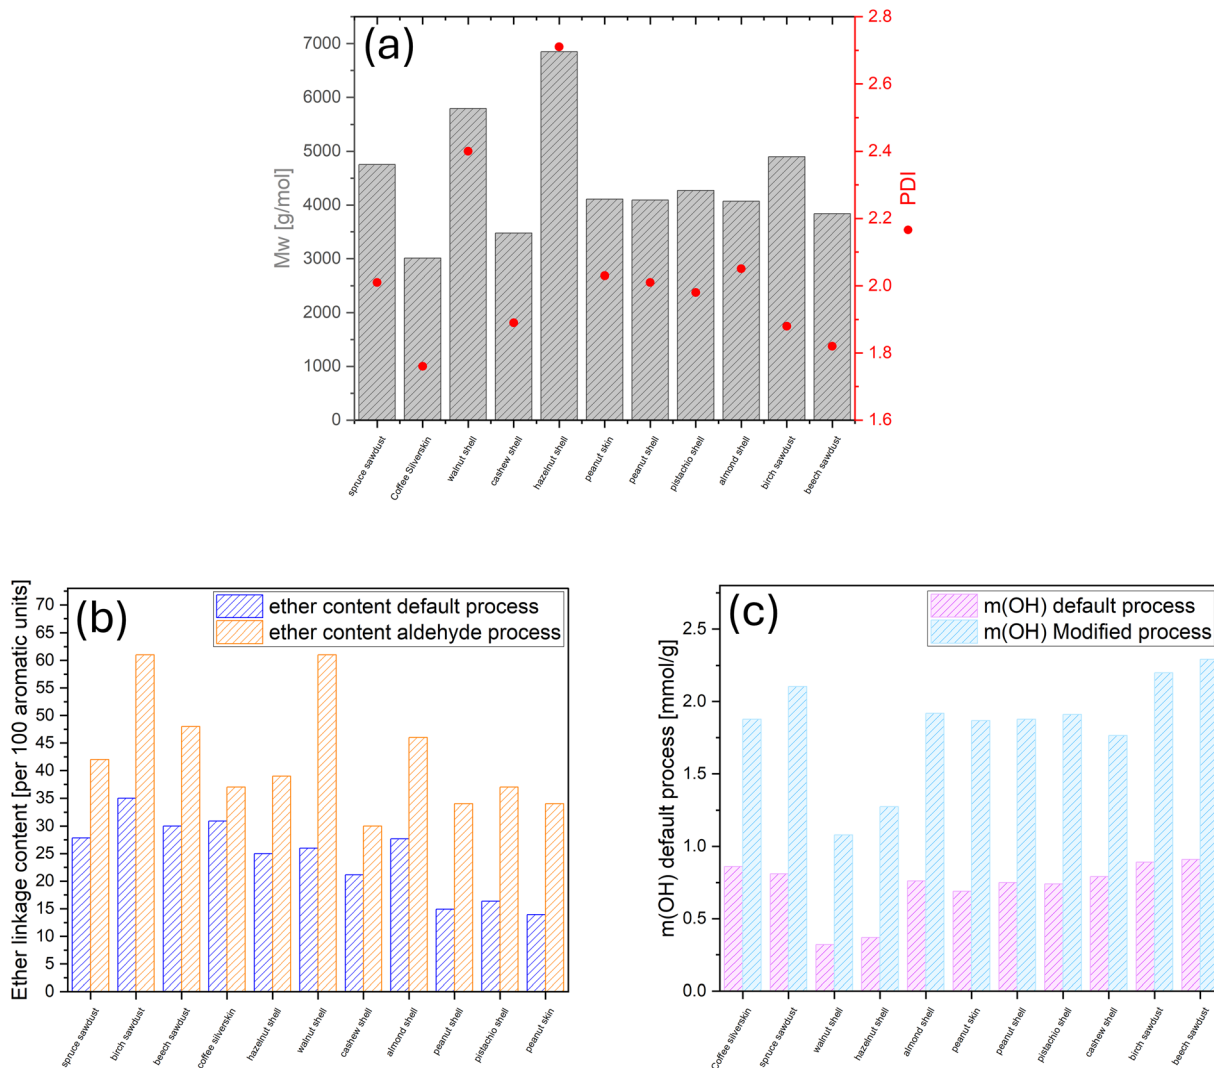 (a)
7000
6000
5000
4000
3000
2000
1000
0
Mw [g/mol]
2.8
2.6
2.4
2.2
2.0
1.8
1.6
PDI
spruce sawdust
Coffee Silverskin
walnut shell
cashew shell
hazelnut shell
peanut skin
peanut shell
pistachio shell
almond shell
birch sawdust
beech sawdust
(b)
ether content default process
ether content aldehyde process
Ether linkage content [per 100 aromatic units]
70
65
60
55
50
45
40
35
30
25
20
15
10
5
0
spruce sawdust
birch sawdust
beech sawdust
coffee silverskin
hazelnut shell
walnut shell
cashew shell
almond shell
peanut shell
pistachio shell
peanut skin
(c)
m(OH) default process
m(OH) Modified process
m(OH) default process [mmol/g]
2.5
2.0
1.5
1.0
0.5
0.0
Coffee Silverskin
spruce sawdust
walnut shell
hazelnut shell
almond shell
peanut skin
peanut shell
pistachio shell
cashew shell
birch sawdust
beech sawdust